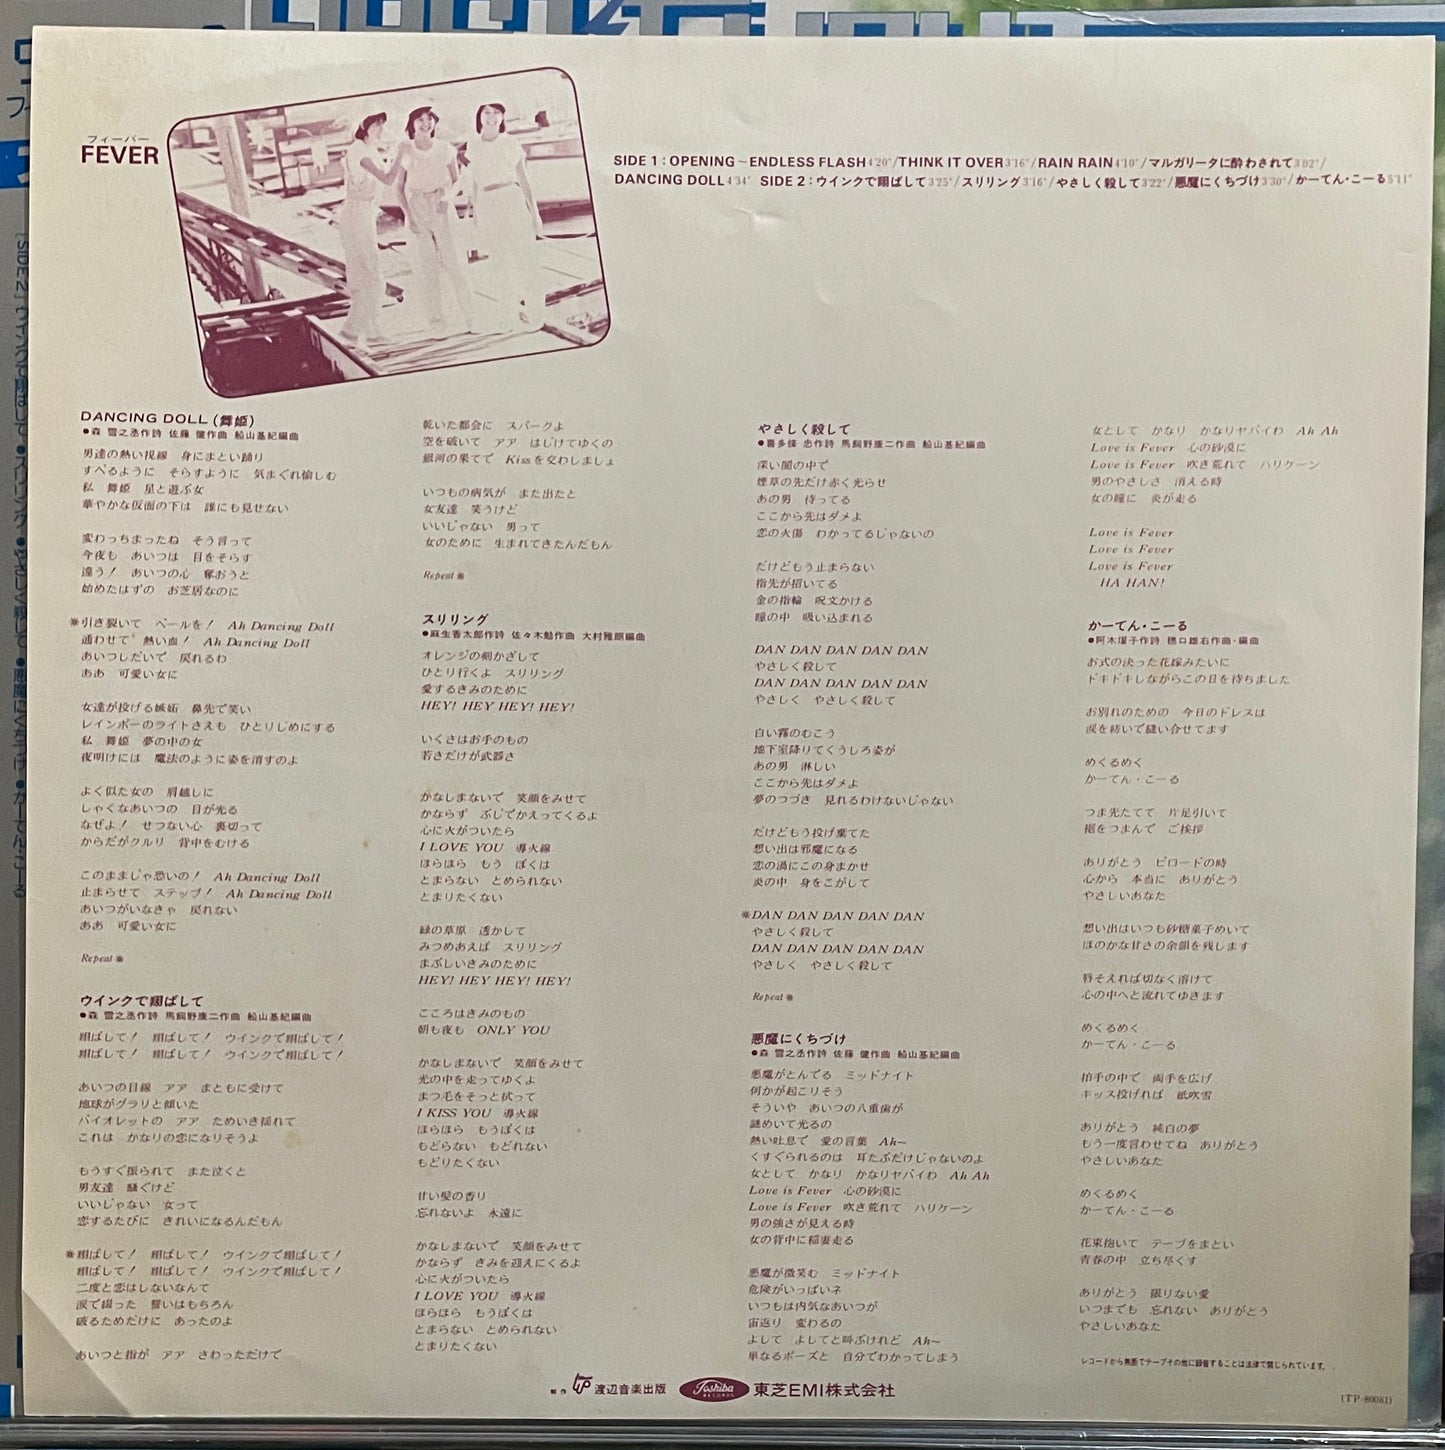 フィーバー
FEVER
SIDE 1：OPENING～ENDLESS FLASH4′20″/THINK IT OVER3′16″/RAIN RAIN4′10″/マルガリータに酔わされて3′02″/
DANCING DOLL4′34″ SIDE 2：ウインクで翔ばして3′25″/スリリング3′16″/やさしく殺して3′22″/悪魔にくちづけ3′30″/かーてん・こーる5′11″
DANCING DOLL (舞姫)
●森 雪之丞作詩 佐藤 健作曲 船山基紀編曲
男達の熱い視線 身にまとい踊り
すべるように そらすように 気まぐれ愉しむ
私 舞姫 星と遊ぶ女
華やかな仮面の下は 誰にも見せない
変わっちまったね そう言って
今夜も あいつは 目をそらす
違う！ あいつの心 奪おうと
始めたはずの お芝居なのに
※引き裂いて ベールを！ Ah Dancing Doll
通わせて 熱い血！ Ah Dancing Doll
あいつしだいで 戻れるわ
ああ 可愛い女に
女達が投げる嫉妬 鼻先で笑い
レインボーのライトさえも ひとりじめにする
私 舞姫 夢の中の女
夜明けには 魔法のように姿を消すのよ
よく似た女の 肩越しに
しゃくなあいつの 目が光る
なぜよ！ せつない心 裏切って
からだがクルリ 背中をむける
このままじゃ恐いの！ Ah Dancing Doll
止まらせて ステップ！ Ah Dancing Doll
あいつがいなきゃ 戻れない
ああ 可愛い女に
Repeat ※
ウインクで翔ばして
●森 雪之丞作詩 馬飼野康二作曲 船山基紀編曲
翔ばして！ 翔ばして！ ウインクで翔ばして！
翔ばして！ 翔ばして！ ウインクで翔ばして！
あいつの目線 アア まともに受けて
地球がグラリと傾いた
バイオレットの アア ためいき揺れて
これは かなりの恋になりそうよ
もうすぐ振られて また泣くと
男友達 騒ぐけど
いいじゃない 女って
恋するたびに きれいになるんだもん
※翔ばして！ 翔ばして！ ウインクで翔ばして！
翔ばして！ 翔ばして！ ウインクで翔ばして！
二度と恋はしないなんて
涙で綴った 誓いはもちろん
破るためだけに あったのよ
あいつと指が アア さわっただけで
乾いた都会に スパークよ
空を破いて アア はじけてゆくの
銀河の果てで Kissを交わしましょ
いつもの病気が また出たと
女友達 笑うけど
いいじゃない 男って
女のために 生まれてきたんだもん
Repeat ※
スリリング
●麻生香太郎作詩 佐々木勉作曲 大村雅朗編曲
オレンジの剣かざして
ひとり行くよ スリリング
愛するきみのために
HEY! HEY HEY! HEY!
いくさはお手のもの
若さだけが武器さ
かなしまないで 笑顔をみせて
かならず ぶじでかえってくるよ
心に火がついたら
I LOVE YOU 導火線
ほらほら もう ぼくは
とまらない とめられない
とまりたくない
緑の草原 透かして
みつめあえば スリリング
まぶしいきみのために
HEY! HEY HEY! HEY!
こころはきみのもの
朝も夜も ONLY YOU
かなしまないで 笑顔をみせて
光の中を走ってゆくよ
まつ毛をそっと拭って
I KISS YOU 導火線
ほらほら もうぼくは
もどらない もどれない
もどりたくない
甘い髪の香り
忘れないよ 永遠に
かなしまないで 笑顔をみせて
かならず きみを迎えにくるよ
心に火がついたら
I LOVE YOU 導火線
ほらほら もうぼくは
とまらない とめられない
とまりたくない
やさしく殺して
●喜多條 忠作詩 馬飼野康二作曲 船山基紀編曲
深い闇の中で
煙草の先だけ赤く光らせ
あの男 待ってる
ここから先はダメよ
恋の火傷 わかってるじゃないの
だけどもう止まらない
指先が招いてる
金の指輪 呪文かける
瞳の中 吸い込まれる
DAN DAN DAN DAN DAN
やさしく殺して
DAN DAN DAN DAN DAN
やさしく やさしく殺して
白い霧のむこう
地下室降りてくうしろ姿が
あの男 淋しい
ここから先はダメよ
夢のつづき 見れるわけないじゃない
だけどもう投げ棄てた
想い出は邪魔になる
恋の渦にこの身まかせ
炎の中 身をこがして
※DAN DAN DAN DAN DAN
やさしく殺して
DAN DAN DAN DAN DAN
やさしく やさしく殺して
Repeat ※
悪魔にくちづけ
●森 雪之丞作詩 佐藤 健作曲 船山基紀編曲
悪魔がとんでる ミッドナイト
何かが起こりそう
そういや あいつの八重歯が
謎めいて光るの
熱い吐息で 愛の言葉 Ah～
くすぐられるのは 耳たぶだけじゃないのよ
女として かなり かなりヤバイわ Ah Ah
Love is Fever 心の砂漠に
Love is Fever 吹き荒れて ハリケーン
男の強さが見える時
女の背中に稲妻走る
悪魔が微笑む ミッドナイト
危険がいっぱいネ
いつもは内気なあいつが
宙返り 変わるの
よして よしてと叫ぶけれど Ah～
単なるポーズと 自分でわかってしまう
女として かなり かなりヤバイわ Ah Ah
Love is Fever 心の砂漠に
Love is Fever 吹き荒れて ハリケーン
男のやさしさ 消える時
女の瞳に 炎が走る
Love is Fever
Love is Fever
Love is Fever
HA HAN!
かーてん・こーる
●阿木燿子作詩 穂口雄右作曲・編曲
お式の決った花嫁みたいに
ドキドキしながらこの日を待ちました
お別れのための 今日のドレスは
涙を紡いで縫い合せてます
めくるめく
かーてん・こーる
つま先たてて 片足引いて
裾をつまんで ご挨拶
ありがとう ビロードの時
心から 本当に ありがとう
やさしいあなた
想い出はいつも砂糖菓子めいて
ほのかな甘さの余韻を残します
唇そえれば切なく溶けて
心の中へと流れてゆきます
めくるめく
かーてん・こーる
拍手の中で 両手を広げ
キッス投げれば 紙吹雪
ありがとう 純白の夢
もう一度言わせてね ありがとう
やさしいあなた
めくるめく
かーてん・こーる
花束抱いて テープをまとい
青春の中 立ち尽くす
ありがとう 限りない愛
いつまでも 忘れない ありがとう
やさしいあなた
レコードから無断でテープその他に録音することは法律で禁じられています。
制作 渡辺音楽出版 Toshiba RECORDS 東芝EMI株式会社
(TP-80081)